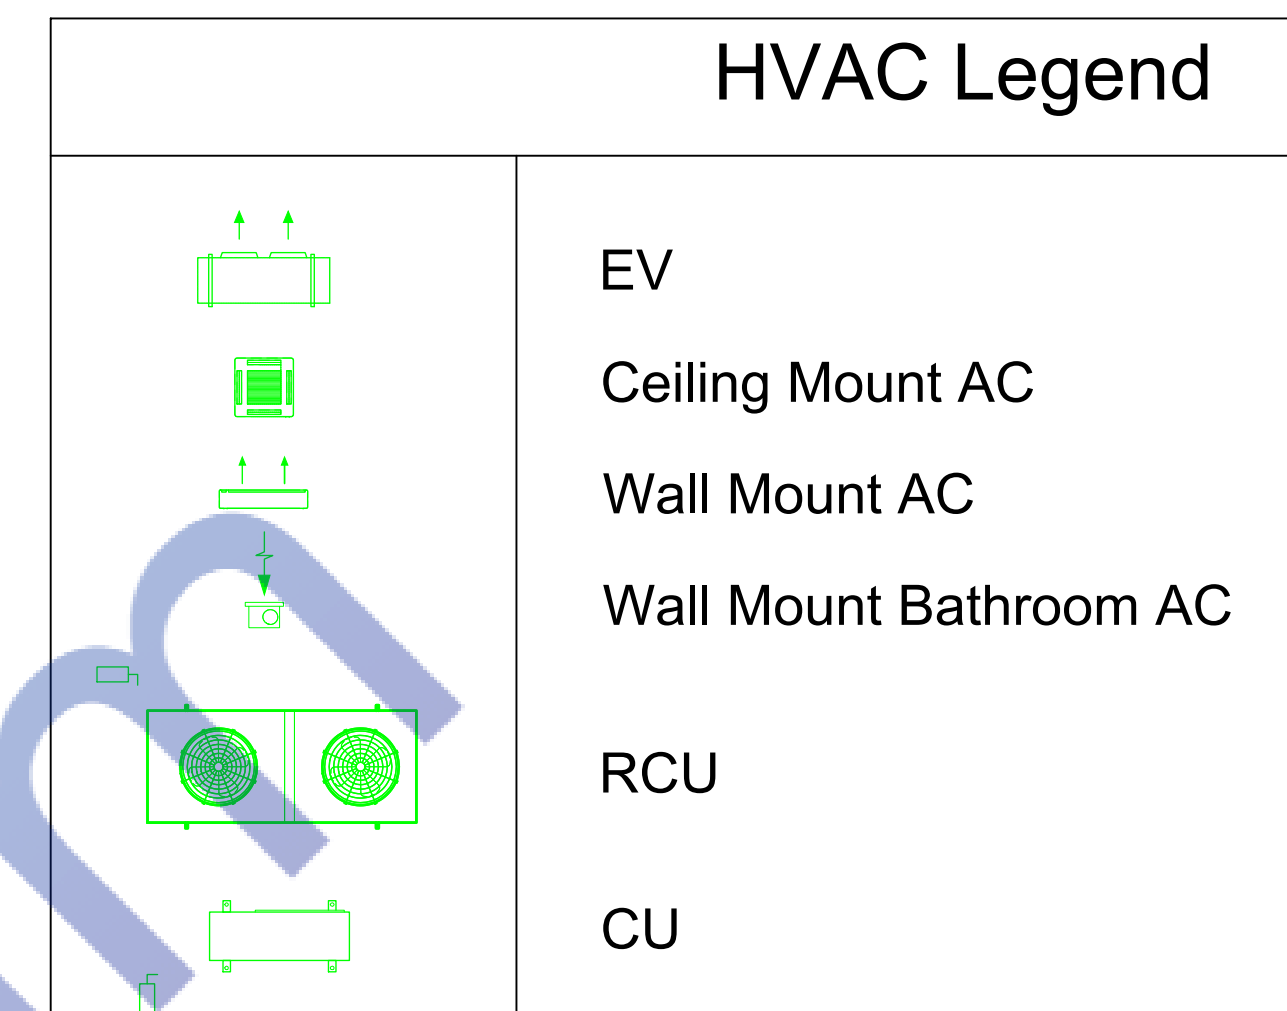 HVAC Legend
EV
Ceiling Mount AC
Wall Mount AC
Wall Mount Bathroom AC
RCU
CU